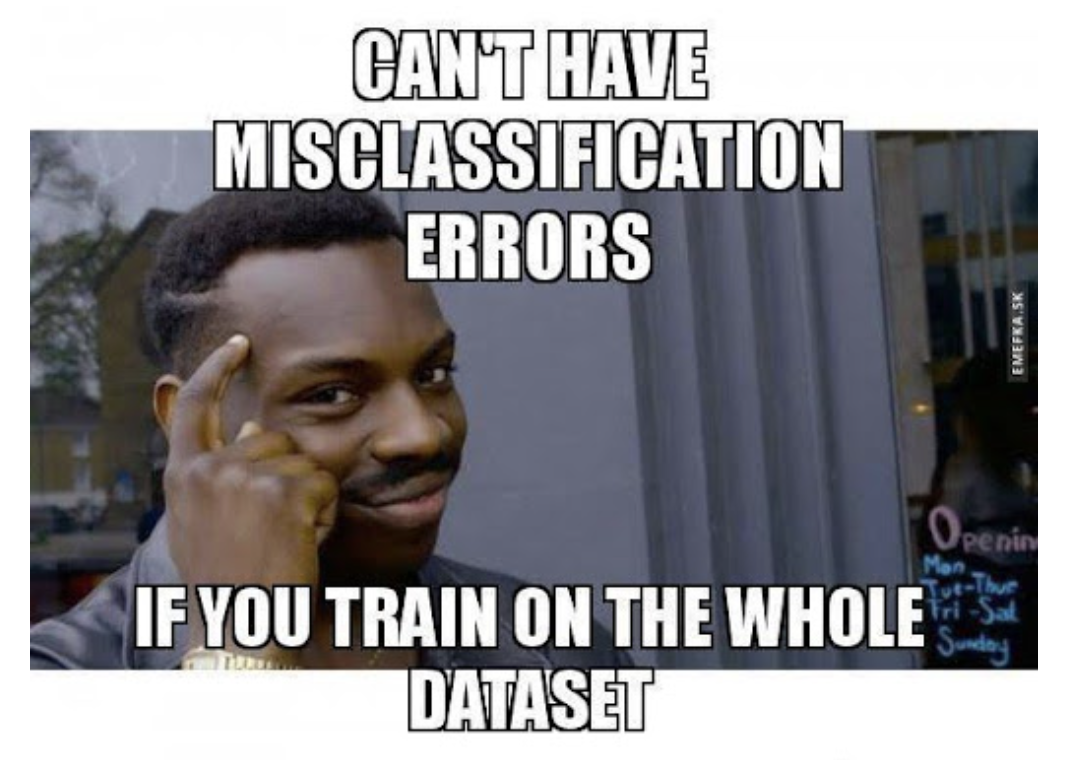 CAN'T HAVE
MISCLASSIFICATION
ERRORS
EMEFKA.SK
Opening
Mon
Tue-Thur
Fri-Sat
Sunday
IF YOU TRAIN ON THE WHOLE
DATASET